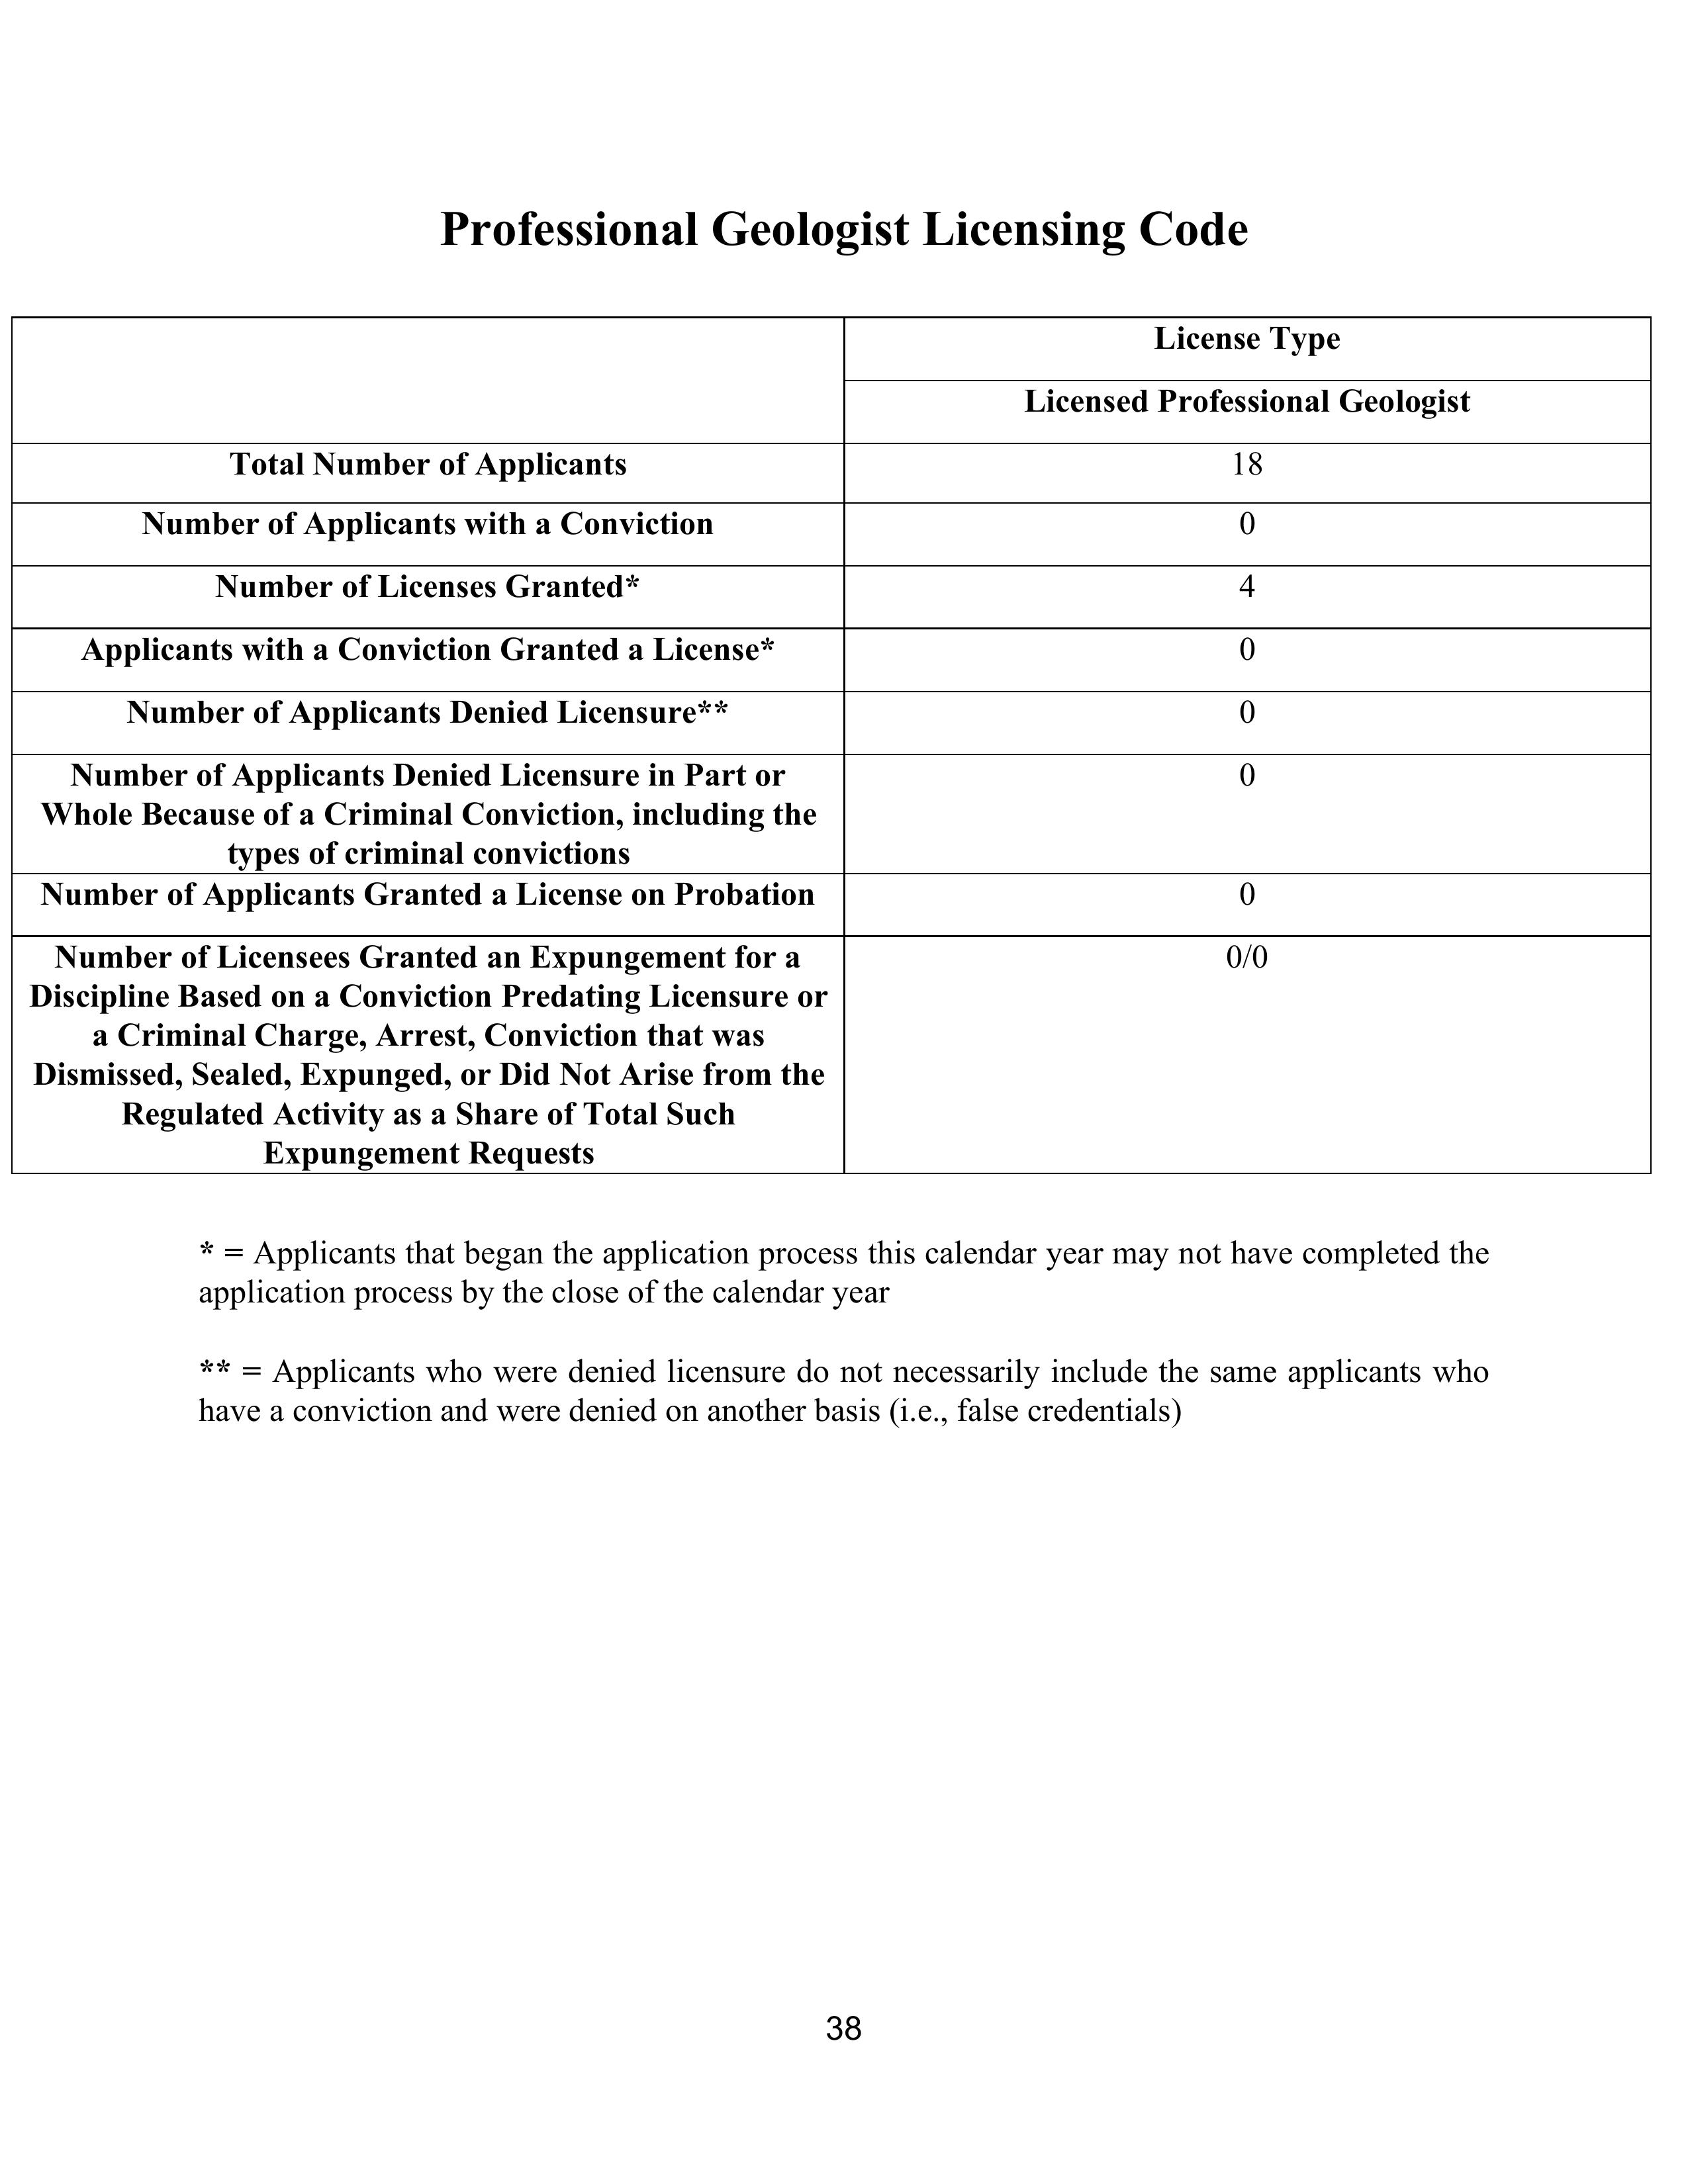 Professional Geologist Licensing Code
License Type
Licensed Professional Geologist
Total Number of Applicants
18
Number of Applicants with a Conviction
0
Number of Licenses Granted*
4
Applicants with a Conviction Granted a License*
0
Number of Applicants Denied Licensure**
0
Number of Applicants Denied Licensure in Part or
Whole Because of a Criminal Conviction, including the
types of criminal convictions
0
Number of Applicants Granted a License on Probation
0
Number of Licensees Granted an Expungement for a
Discipline Based on a Conviction Predating Licensure or
a Criminal Charge, Arrest, Conviction that was
Dismissed, Sealed, Expunged, or Did Not Arise from the
Regulated Activity as a Share of Total Such
Expungement Requests
0/0
* = Applicants that began the application process this calendar year may not have completed the
application process by the close of the calendar year
** = Applicants who were denied licensure do not necessarily include the same applicants who
have a conviction and were denied on another basis (i.e., false credentials)
38